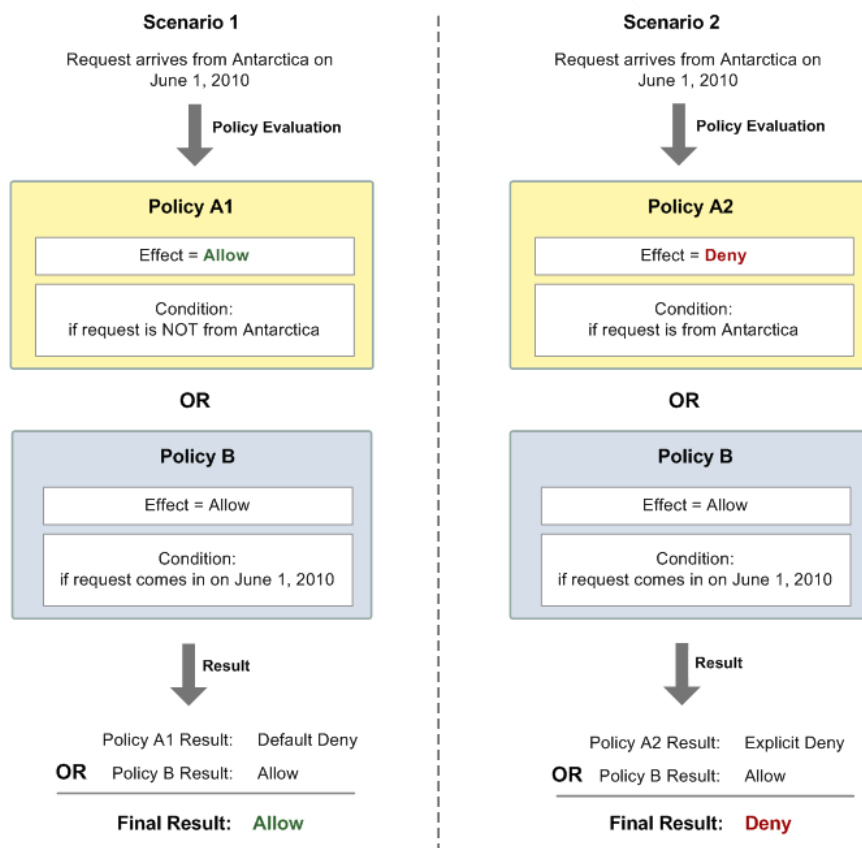 Scenario 1
Request arrives from Antarctica on
June 1, 2010
Policy Evaluation
Policy A1
Effect = Allow
Condition:
if request is NOT from Antarctica
OR
Policy B
Effect = Allow
Condition:
if request comes in on June 1, 2010
Result
Policy A1 Result: Default Deny
OR Policy B Result: Allow
Final Result: Allow
Scenario 2
Request arrives from Antarctica on
June 1, 2010
Policy Evaluation
Policy A2
Effect = Deny
Condition:
if request is from Antarctica
OR
Policy B
Effect = Allow
Condition:
if request comes in on June 1, 2010
Result
Policy A2 Result: Explicit Deny
OR Policy B Result: Allow
Final Result: Deny